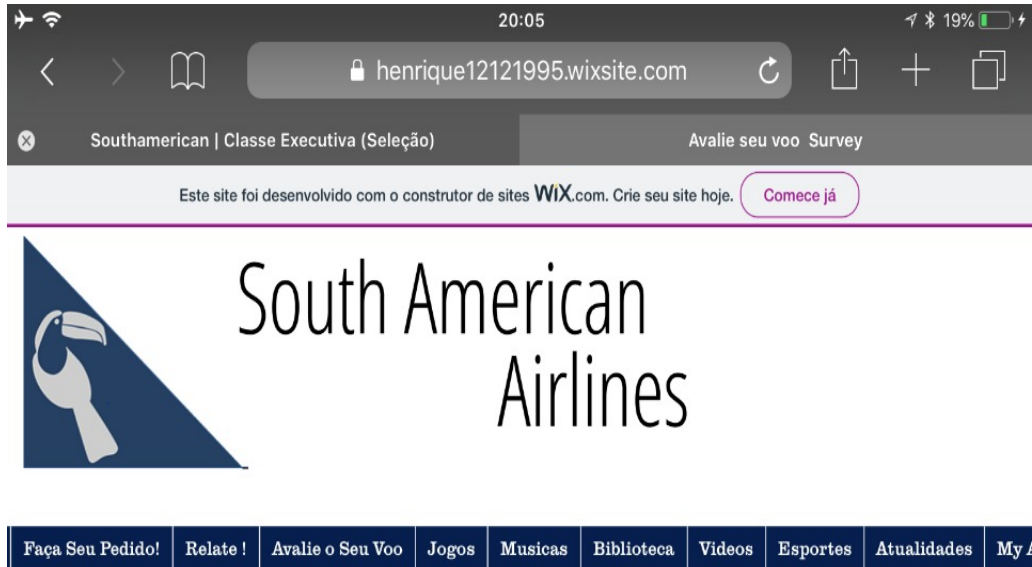 20:05
19%
henrique12121995.wixsite.com
Southamerican | Classe Executiva (Seleção)
Avalie seu voo Survey
Este site foi desenvolvido com o construtor de sites WiX.com. Crie seu site hoje.
Comece já
South American
Airlines
Faça Seu Pedido! Relate ! Avalie o Seu Voo Jogos Musicas Biblioteca Videos Esportes Atualidades My